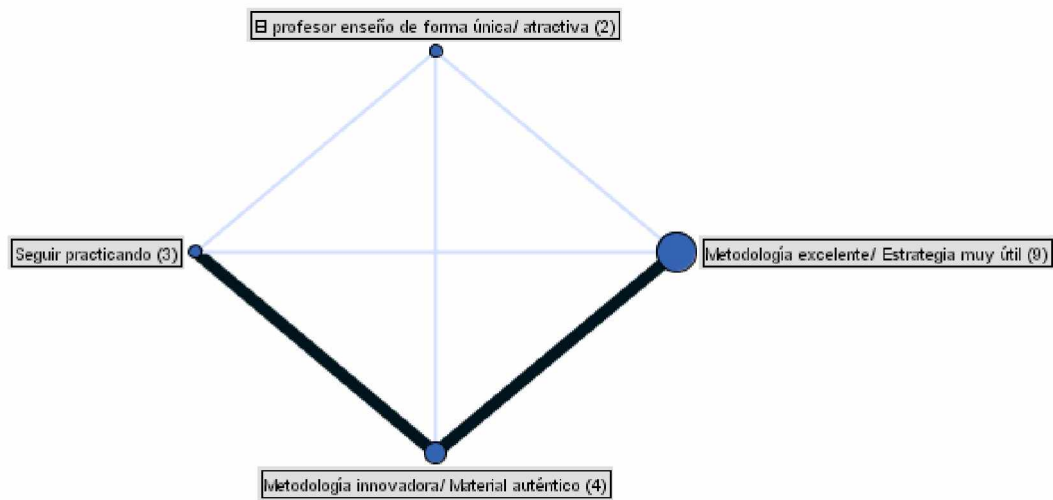 El profesor enseño de forma única/ atractiva (2)
Seguir practicando (3)
Metodología excelente/ Estrategia muy útil (9)
Metodología innovadora/ Material auténtico (4)